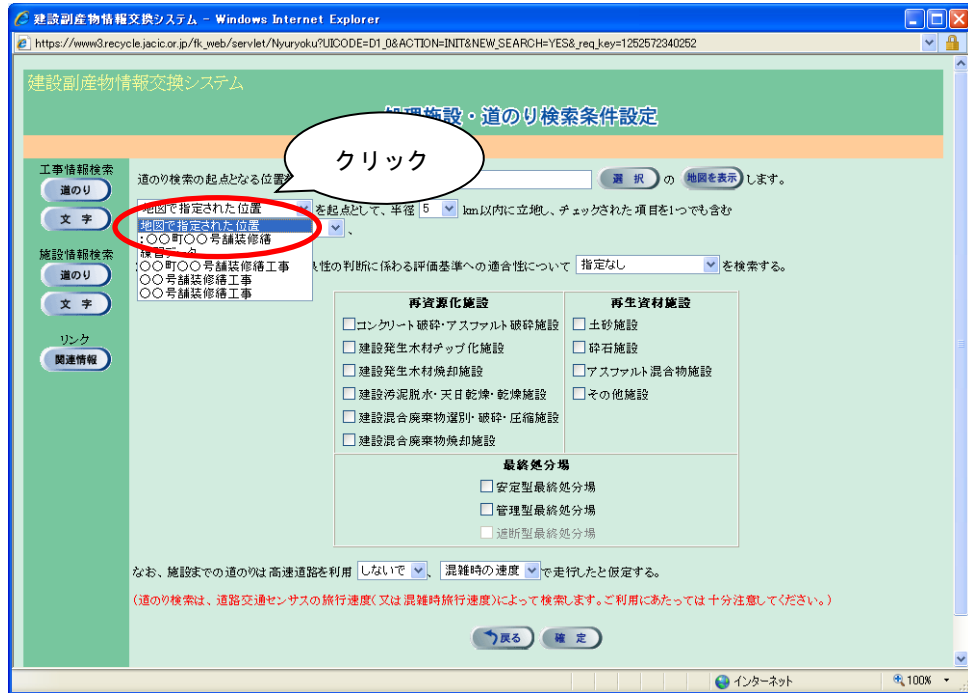 建設副産物情報交換システム - Windows Internet Explorer
https://www3.recycle.jacic.or.jp/fk_web/servlet/Nyuryoku?UICODE=D1_0&ACTION=INIT&NEW_SEARCH=YES&_req_key=1252572340252
建設副産物情報交換システム
処理施設・道のり検索条件設定
クリック
工事情報検索
道のり
文 字
施設情報検索
道のり
文 字
リンク
関連情報
道のり検索の起点となる位置
選 択 の 地図を表示 します。
地図で指定された位置 を起点として、半径 5 km以内に立地し、チェックされた項目を1つでも含む
地図で指定された位置
:〇〇町〇〇号舗装修繕
、
練習データ
〇〇町〇〇号舗装修繕工事
良性の判断に係わる評価基準への適合性について 指定なし を検索する。
〇〇号舗装修繕工事
〇〇号舗装修繕工事
再資源化施設
再生資材施設
コンクリート破砕・アスファルト破砕施設
土砂施設
建設発生木材チップ化施設
砕石施設
建設発生木材焼却施設
アスファルト混合物施設
建設汚泥脱水・天日乾燥・乾燥施設
その他施設
建設混合廃棄物選別・破砕・圧縮施設
建設混合廃棄物焼却施設
最終処分場
安定型最終処分場
管理型最終処分場
遮断型最終処分場
なお、施設までの道のりは高速道路を利用 しないで 、 混雑時の速度 で走行したと仮定する。
(道のり検索は、道路交通センサスの旅行速度(又は混雑時旅行速度)によって検索します。ご利用にあたっては十分注意してください。)
戻る 確 定
インターネット
100%